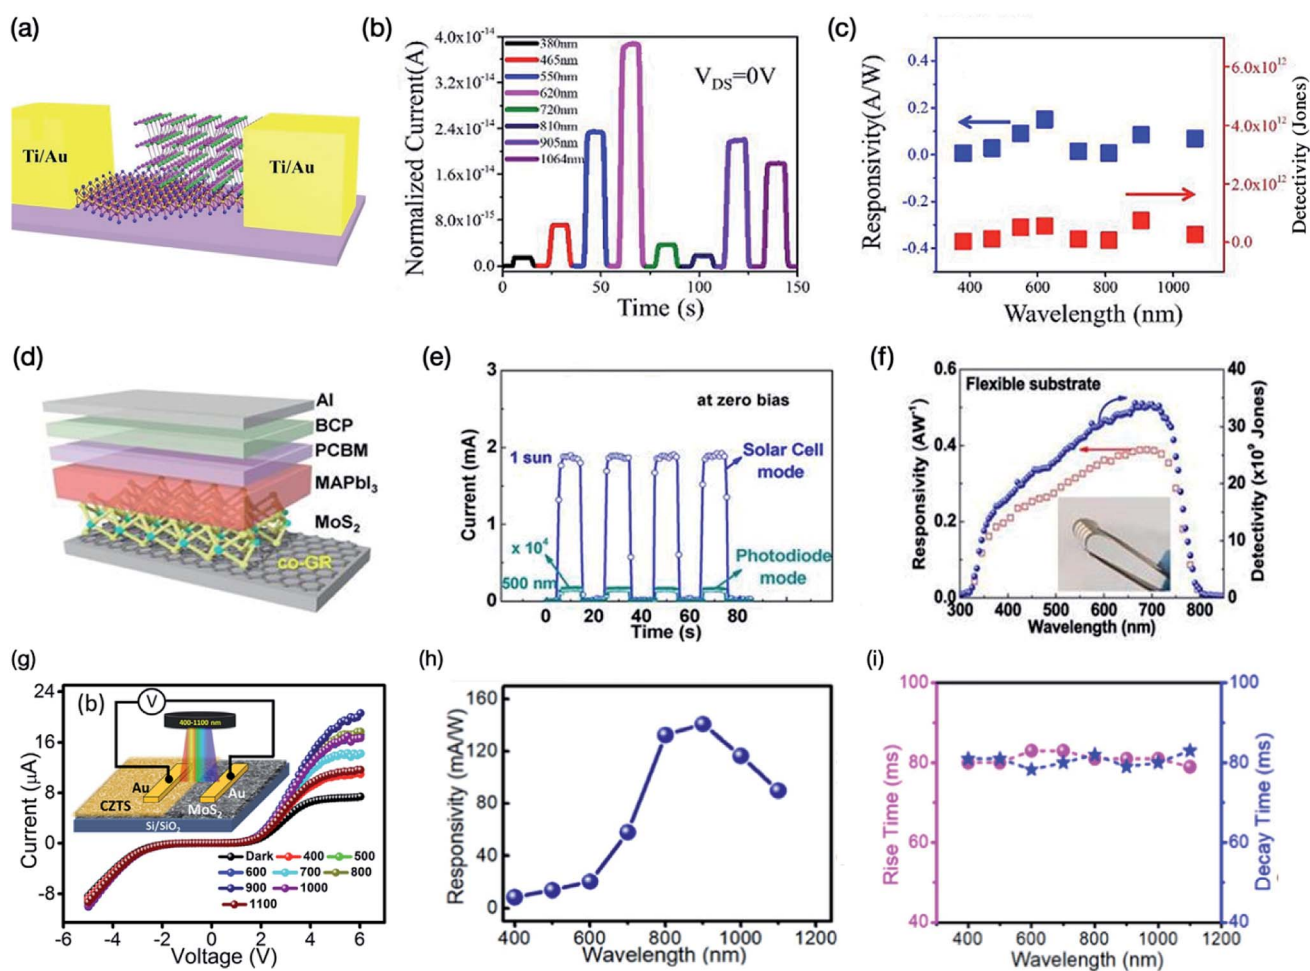 (a)
Ti/Au
Ti/Au
(b)
Normalized Current(A)
4.0x10⁻¹⁴
3.2x10⁻¹⁴
2.4x10⁻¹⁴
1.6x10⁻¹⁴
8.0x10⁻¹⁵
0.0
380nm
465nm
550nm
620nm
720nm
810nm
905nm
1064nm
V_DS=0V
0 50 100 150
Time (s)
(c)
Responsivity(A/W)
0.4
0.2
0.0
-0.2
-0.4
6.0x10¹²
4.0x10¹²
2.0x10¹²
0.0
Detectivity (Jones)
400 600 800 1000
Wavelength (nm)
(d)
Al
BCP
PCBM
MAPbI₃
MoS₂
co-GR
(e)
Current (mA)
3
2
1
0
at zero bias
1 sun
Solar Cell
mode
x 10⁴
500 nm
Photodiode
mode
0 20 40 60 80
Time (s)
(f)
Responsivity (AW⁻¹)
0.6
0.4
0.2
0.0
Flexible substrate
40
30
20
10
0
Detectivity (x10⁹ Jones)
300 400 500 600 700 800
Wavelength (nm)
(g)
Current (µA)
24
16
8
0
-8
(b)
V
400-1100 nm
Au
Au
CZTS
MoS₂
Si/SiO₂
Dark 400 500
600 700 800
900 1000
1100
-6 -4 -2 0 2 4 6
Voltage (V)
(h)
Responsivity (mA/W)
160
120
80
40
0
400 600 800 1000 1200
Wavelength (nm)
(i)
Rise Time (ms)
100
80
60
40
100
80
60
40
Decay Time (ms)
400 600 800 1000 1200
Wavelength (nm)